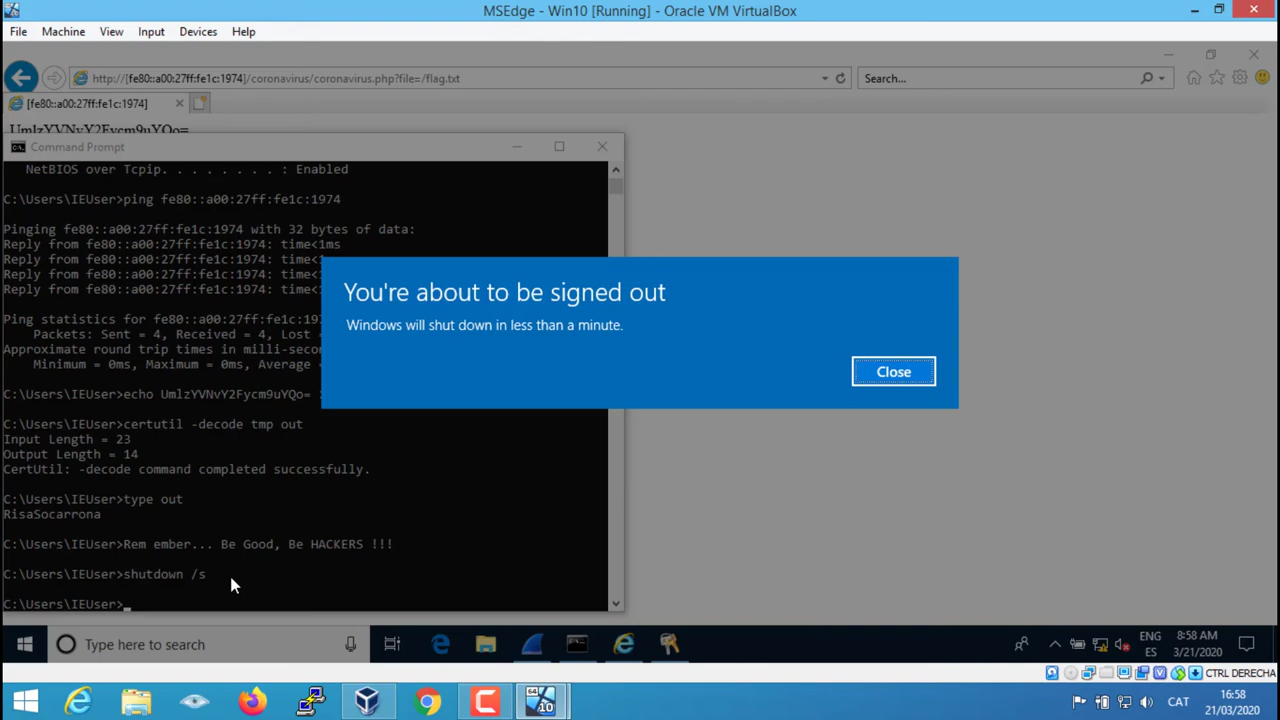 MSEdge - Win10 [Running] - Oracle VM VirtualBox
File Machine View Input Devices Help
http://[fe80::a00:27ff:fe1c:1974]/coronavirus/coronavirus.php?file=/flag.txt
Search...
[fe80::a00:27ff:fe1c:1974]
UmlzYVNvY2Fycm9uYQo=
Command Prompt
NetBIOS over Tcpip. . . . . . . . : Enabled
C:\Users\IEUser>ping fe80::a00:27ff:fe1c:1974
Pinging fe80::a00:27ff:fe1c:1974 with 32 bytes of data:
Reply from fe80::a00:27ff:fe1c:1974: time<1ms
Reply from fe80::a00:27ff:fe1c:1974: time<1
Reply from fe80::a00:27ff:fe1c:1974: time<1
Reply from fe80::a00:27ff:fe1c:1974: time<1
Ping statistics for fe80::a00:27ff:fe1c:197
Packets: Sent = 4, Received = 4, Lost =
Approximate round trip times in milli-secon
Minimum = 0ms, Maximum = 0ms, Average =
C:\Users\IEUser>echo UmlzYVNvY2Fycm9uYQo=
C:\Users\IEUser>certutil -decode tmp out
Input Length = 23
Output Length = 14
CertUtil: -decode command completed successfully.
C:\Users\IEUser>type out
RisaSocarrona
C:\Users\IEUser>Rem ember... Be Good, Be HACKERS !!!
C:\Users\IEUser>shutdown /s
C:\Users\IEUser>
You're about to be signed out
Windows will shut down in less than a minute.
Close
Type here to search
ENG
ES
8:58 AM
3/21/2020
CTRL DERECHA
64
10
CAT
16:58
21/03/2020